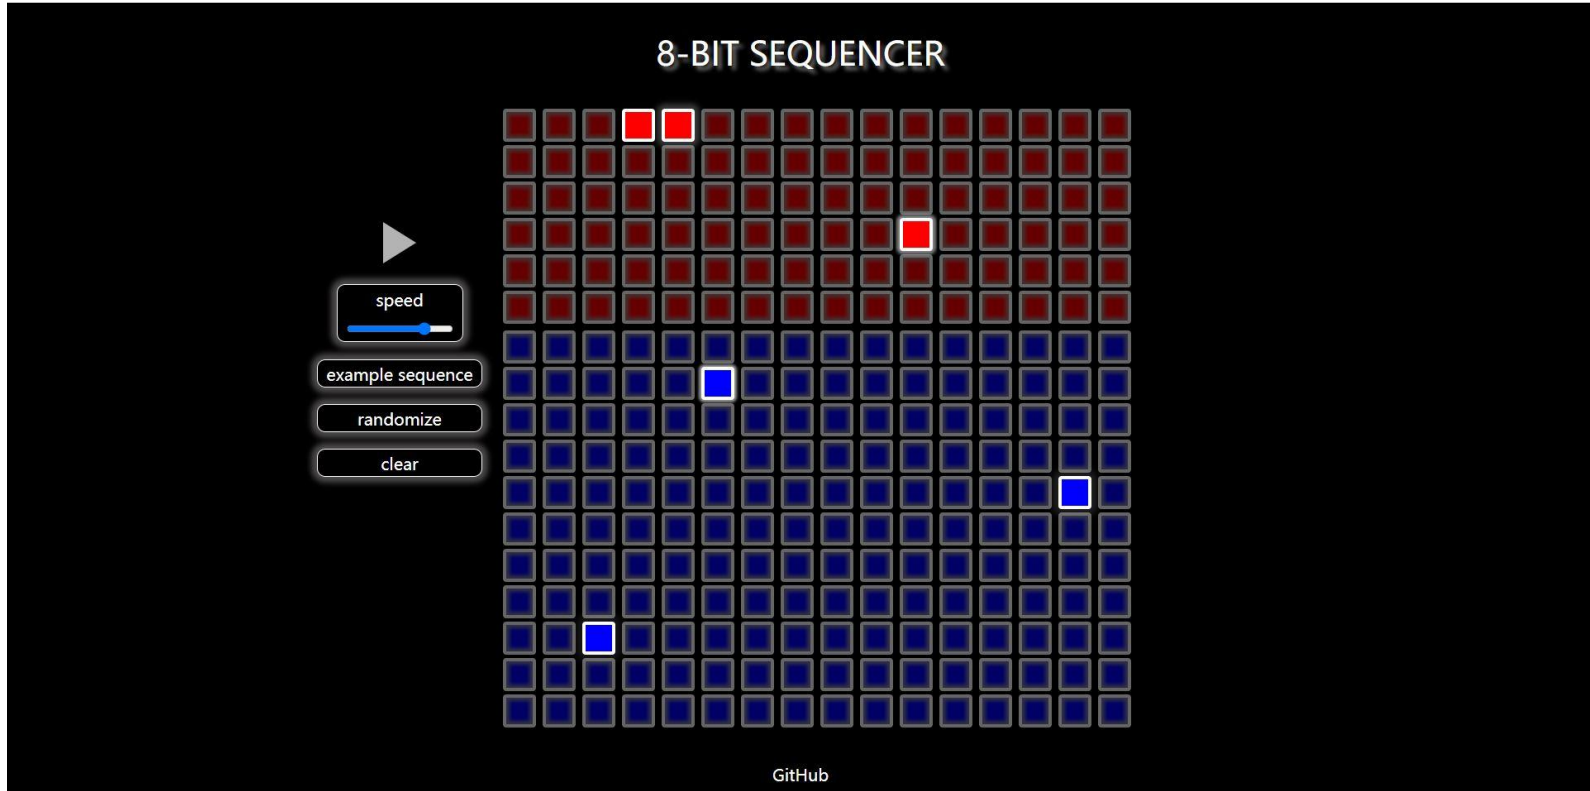 8-BIT SEQUENCER
speed
example sequence
randomize
clear
GitHub